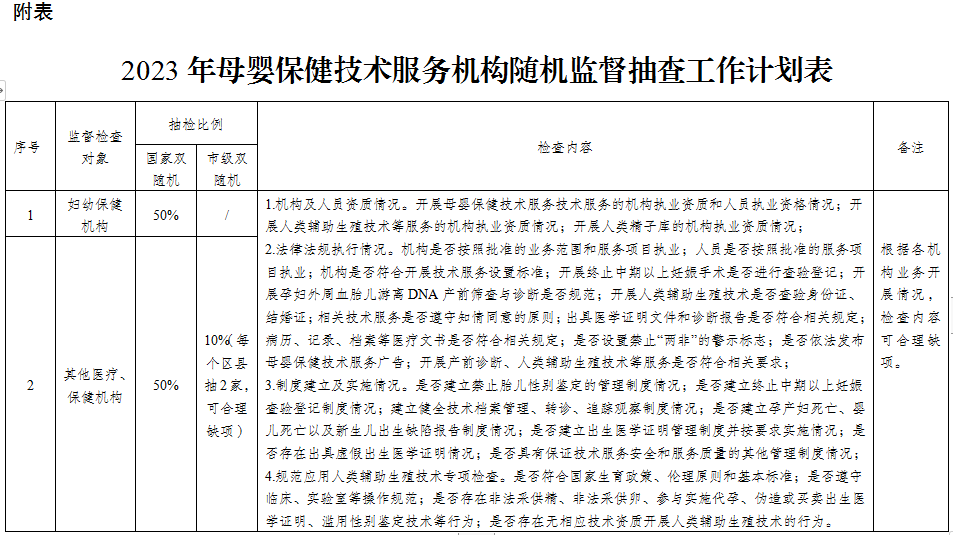 附表
2023 年母婴保健技术服务机构随机监督抽查工作计划表
序号
监督检查
对象
抽检比例
国家双
随机
市级双
随机
检查内容
备注
1
妇幼保健
机构
50%
/
2
其他医疗、
保健机构
50%
10%（每
个区县
抽2家，
可合理
缺项）
1.机构及人员资质情况。开展母婴保健技术服务技术服务的机构执业资质和人员执业资格情况；开
展人类辅助生殖技术等服务的机构执业资质情况；开展人类精子库的机构执业资质情况；
2.法律法规执行情况。机构是否按照批准的业务范围和服务项目执业；人员是否按照批准的服务项
目执业；机构是否符合开展技术服务设置标准；开展终止中期以上妊娠手术是否进行查验登记；开
展孕妇外周血胎儿游离 DNA 产前筛查与诊断是否规范；开展人类辅助生殖技术是否查验身份证、
结婚证；相关技术服务是否遵守知情同意的原则；出具医学证明文件和诊断报告是否符合相关规定；
病历、记录、档案等医疗文书是否符合相关规定；是否设置禁止“两非”的警示标志；是否依法发布
母婴保健技术服务广告；开展产前诊断、人类辅助生殖技术等服务是否符合相关要求；
3.制度建立及实施情况。是否建立禁止胎儿性别鉴定的管理制度情况；是否建立终止中期以上妊娠
查验登记制度情况；建立健全技术档案管理、转诊、追踪观察制度情况；是否建立孕产妇死亡、婴
儿死亡以及新生儿出生缺陷报告制度情况；是否建立出生医学证明管理制度并按要求实施情况；是
否存在出具虚假出生医学证明情况；是否具有保证技术服务安全和服务质量的其他管理制度情况；
4.规范应用人类辅助生殖技术专项检查。是否符合国家生育政策、伦理原则和基本标准；是否遵守
临床、实验室等操作规范；是否存在非法采供精、非法采供卵、参与实施代孕、伪造或买卖出生医
学证明、滥用性别鉴定技术等行为；是否存在无相应技术资质开展人类辅助生殖技术的行为。
根据各机
构业务开
展情况，
检查内容
可合理缺
项。